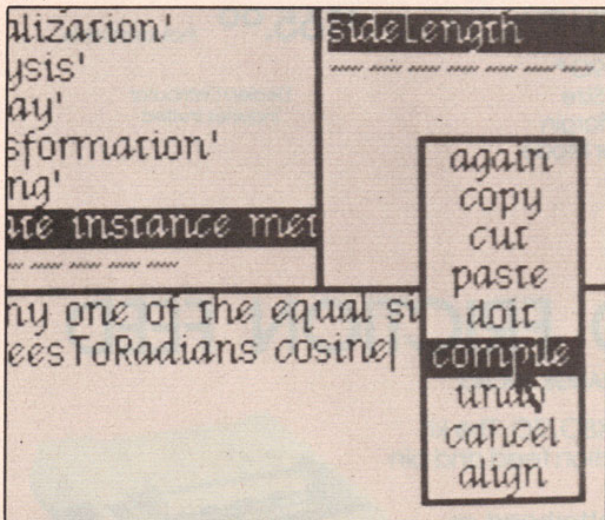 alization'
ysis'
ay'
sformation'
ng'
ate instance met
sideLength
ny one of the equal si
eesToRadians cosine
again
copy
cut
paste
doit
compile
undo
cancel
align